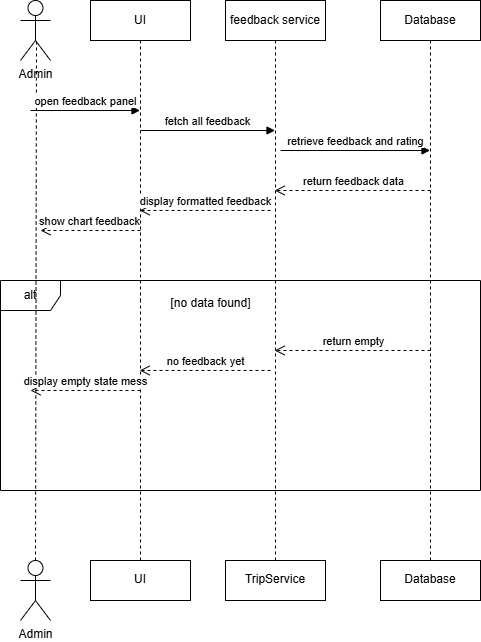 UI
feedback service
Database
Admin
open feedback panel
fetch all feedback
retrieve feedback and rating
return feedback data
display formatted feedback
show chart feedback
alt
[no data found]
return empty
no feedback yet
display empty state mess
UI
TripService
Database
Admin